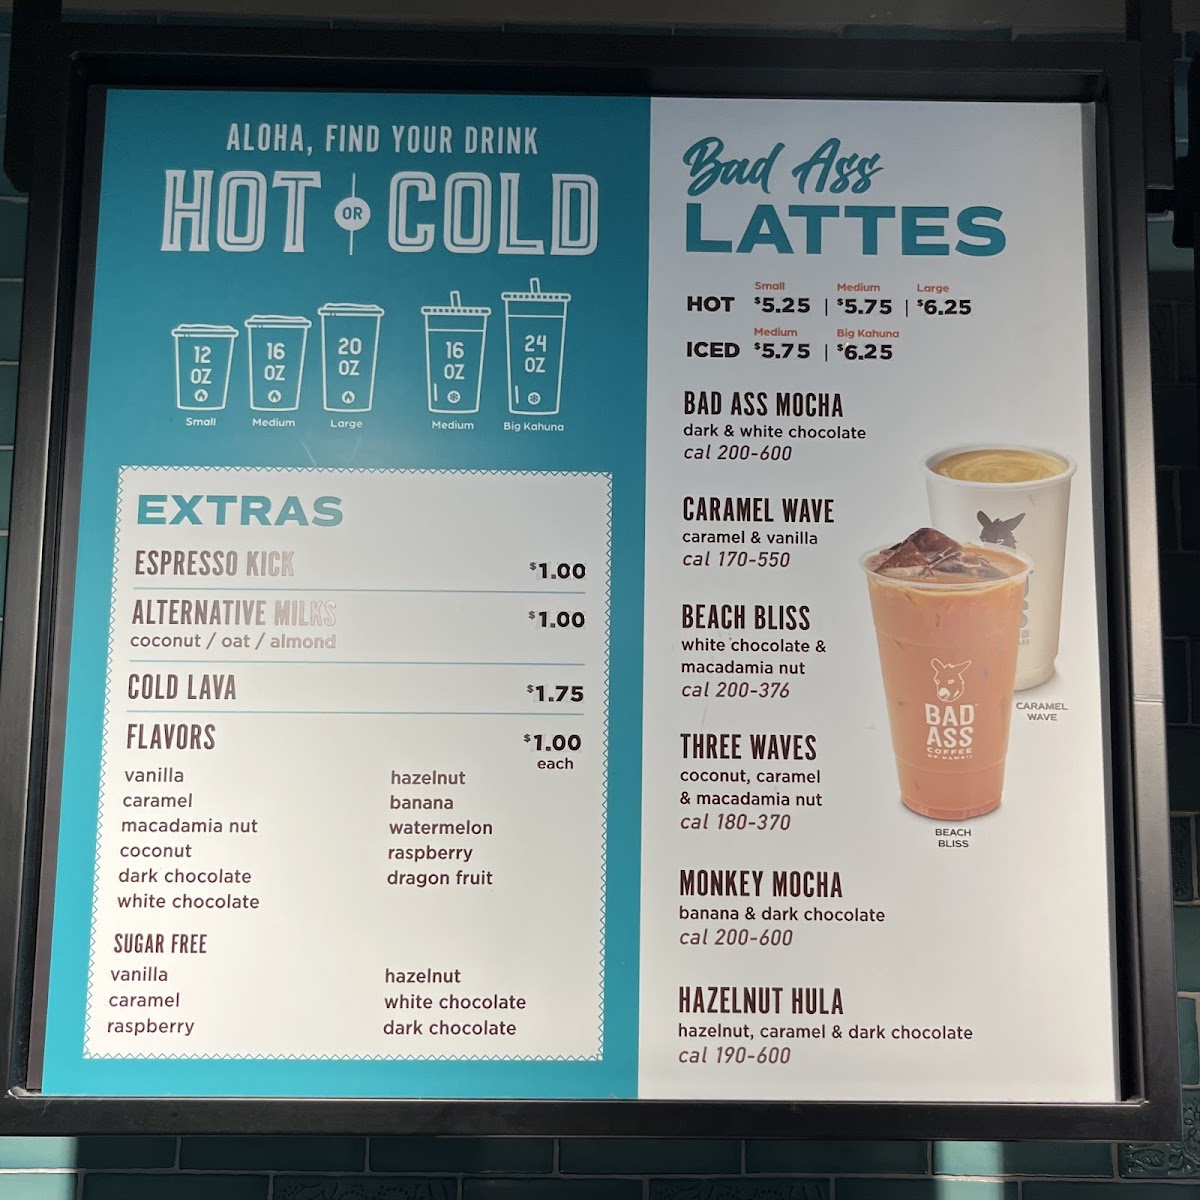 ALOHA, FIND YOUR DRINK
HOT OR COLD
12 OZ
16 OZ
20 OZ
16 OZ
24 OZ
Small
Medium
Large
Medium
Big Kahuna
EXTRAS
ESPRESSO KICK $1.00
ALTERNATIVE MILKS $1.00
coconut / oat / almond
COLD LAVA $1.75
FLAVORS $1.00
each
vanilla
caramel
macadamia nut
coconut
dark chocolate
white chocolate
hazelnut
banana
watermelon
raspberry
dragon fruit
SUGAR FREE
vanilla
caramel
raspberry
hazelnut
white chocolate
dark chocolate
Bad Ass
LATTES
Small Medium Large
HOT $5.25 | $5.75 | $6.25
Medium Big Kahuna
ICED $5.75 | $6.25
BAD ASS MOCHA
dark & white chocolate
cal 200-600
CARAMEL WAVE
caramel & vanilla
cal 170-550
BEACH BLISS
white chocolate &
macadamia nut
cal 200-376
THREE WAVES
coconut, caramel
& macadamia nut
cal 180-370
MONKEY MOCHA
banana & dark chocolate
cal 200-600
HAZELNUT HULA
hazelnut, caramel & dark chocolate
cal 190-600
BAD
ASS
COFFEE
OF HAWAII
CARAMEL
WAVE
BEACH
BLISS